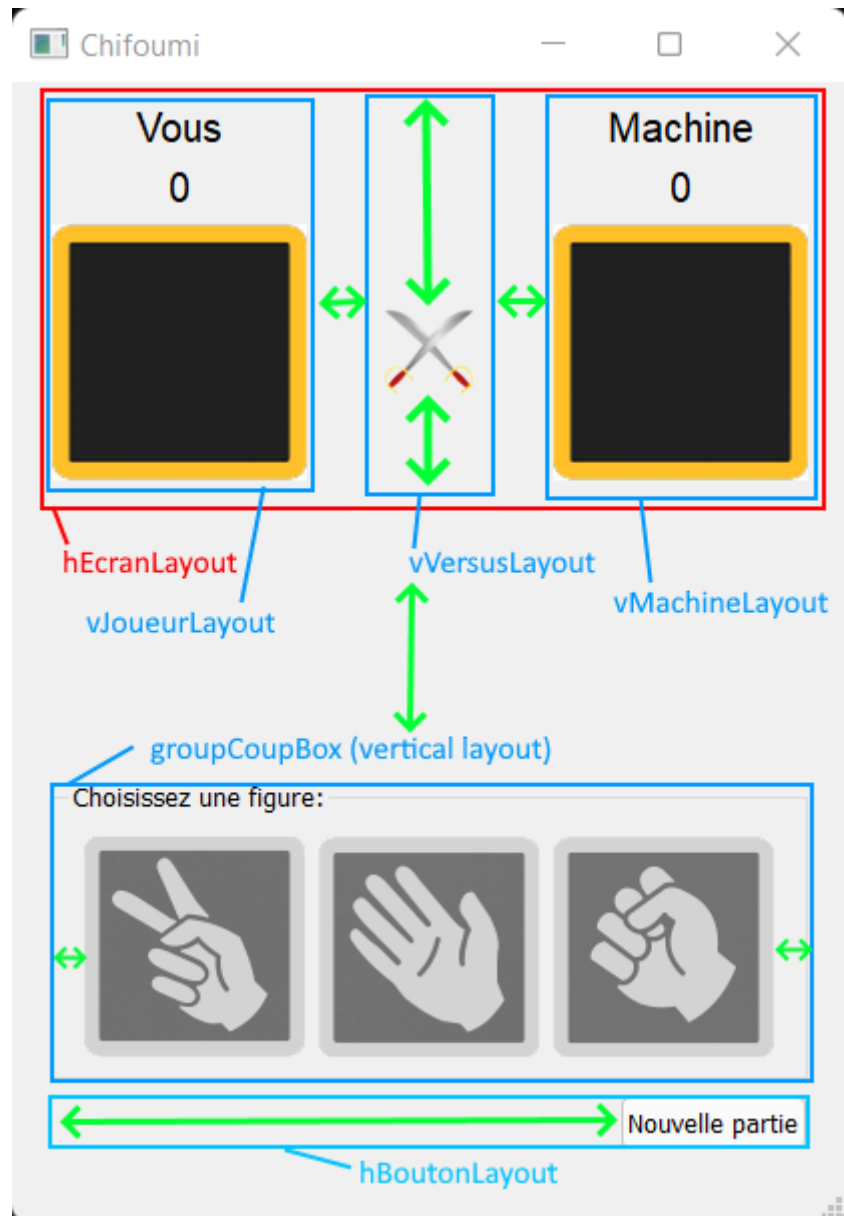 Chifoumi
Vous
Machine
0
0
hEcranLayout
vVersusLayout
vJoueurLayout
vMachineLayout
groupCoupBox (vertical layout)
Choisissez une figure:
Nouvelle partie
hBoutonLayout